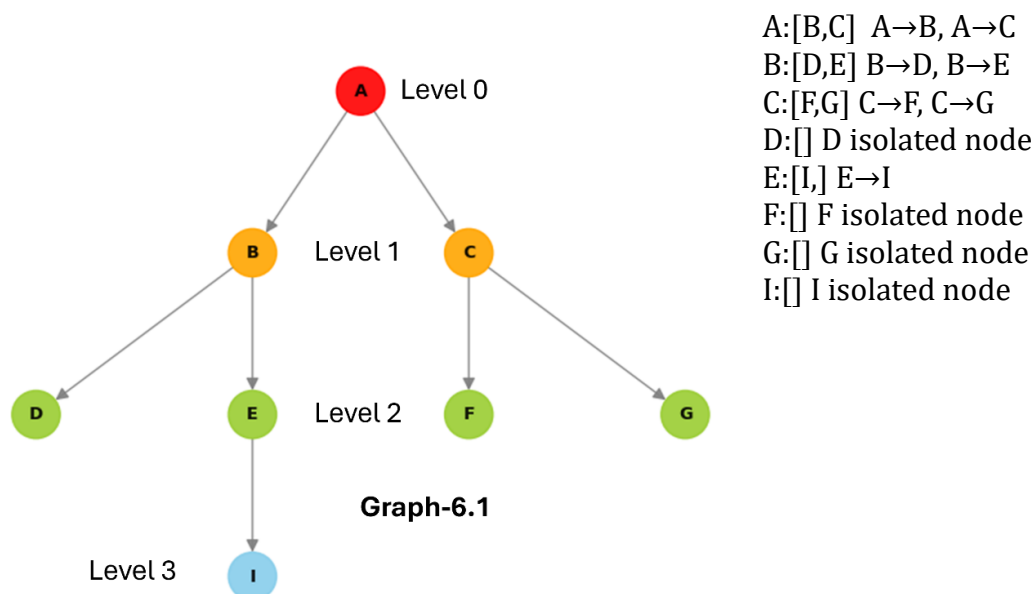 A:[B,C]  A→B, A→C
B:[D,E] B→D, B→E
C:[F,G] C→F, C→G
D:[] D isolated node
E:[I,] E→I
F:[] F isolated node
G:[] G isolated node
I:[] I isolated node
A Level 0
B Level 1 C
D E Level 2 F G
Graph-6.1
Level 3 I